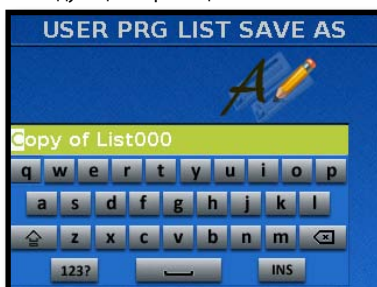 USER PRG LIST SAVE AS
Copy of List000
q w e r t y u i o p
a s d f g h j k l
z x c v b n m
123? INS